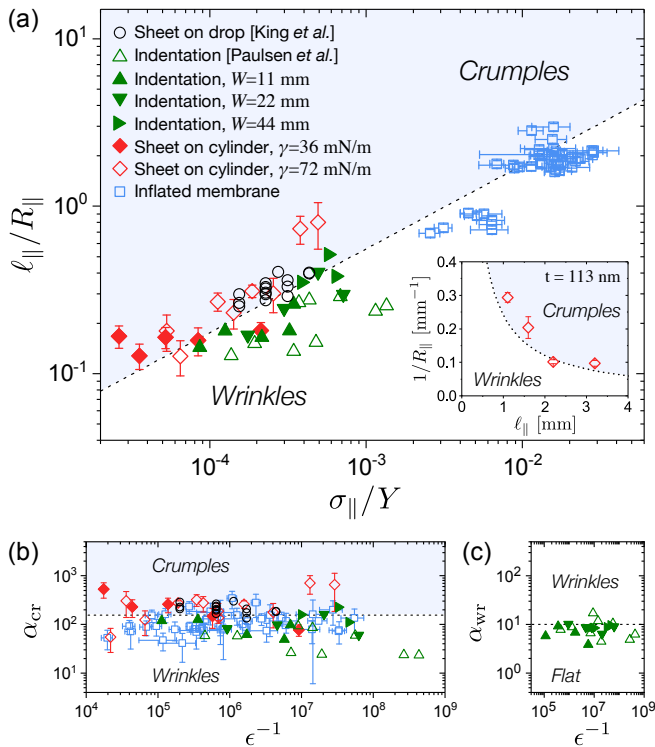 (a)
10¹
10⁰
10⁻¹
ℓ∥/R∥
Sheet on drop [King et al.]
Indentation [Paulsen et al.]
Indentation, W=11 mm
Indentation, W=22 mm
Indentation, W=44 mm
Sheet on cylinder, γ=36 mN/m
Sheet on cylinder, γ=72 mN/m
Inflated membrane
Crumples
Wrinkles
t = 113 nm
Crumples
Wrinkles
1/R∥ [mm⁻¹]
0.4
0.3
0.2
0.1
0.0
0 1 2 3 4
ℓ∥ [mm]
10⁻⁴ 10⁻³ 10⁻²
σ∥/Y
(b)
α_cr
10³
10²
10¹
10⁰
Crumples
Wrinkles
10⁴ 10⁵ 10⁶ 10⁷ 10⁸ 10⁹
ϵ⁻¹
(c)
α_wr
10²
10¹
10⁰
Wrinkles
Flat
10⁵ 10⁷ 10⁹
ϵ⁻¹